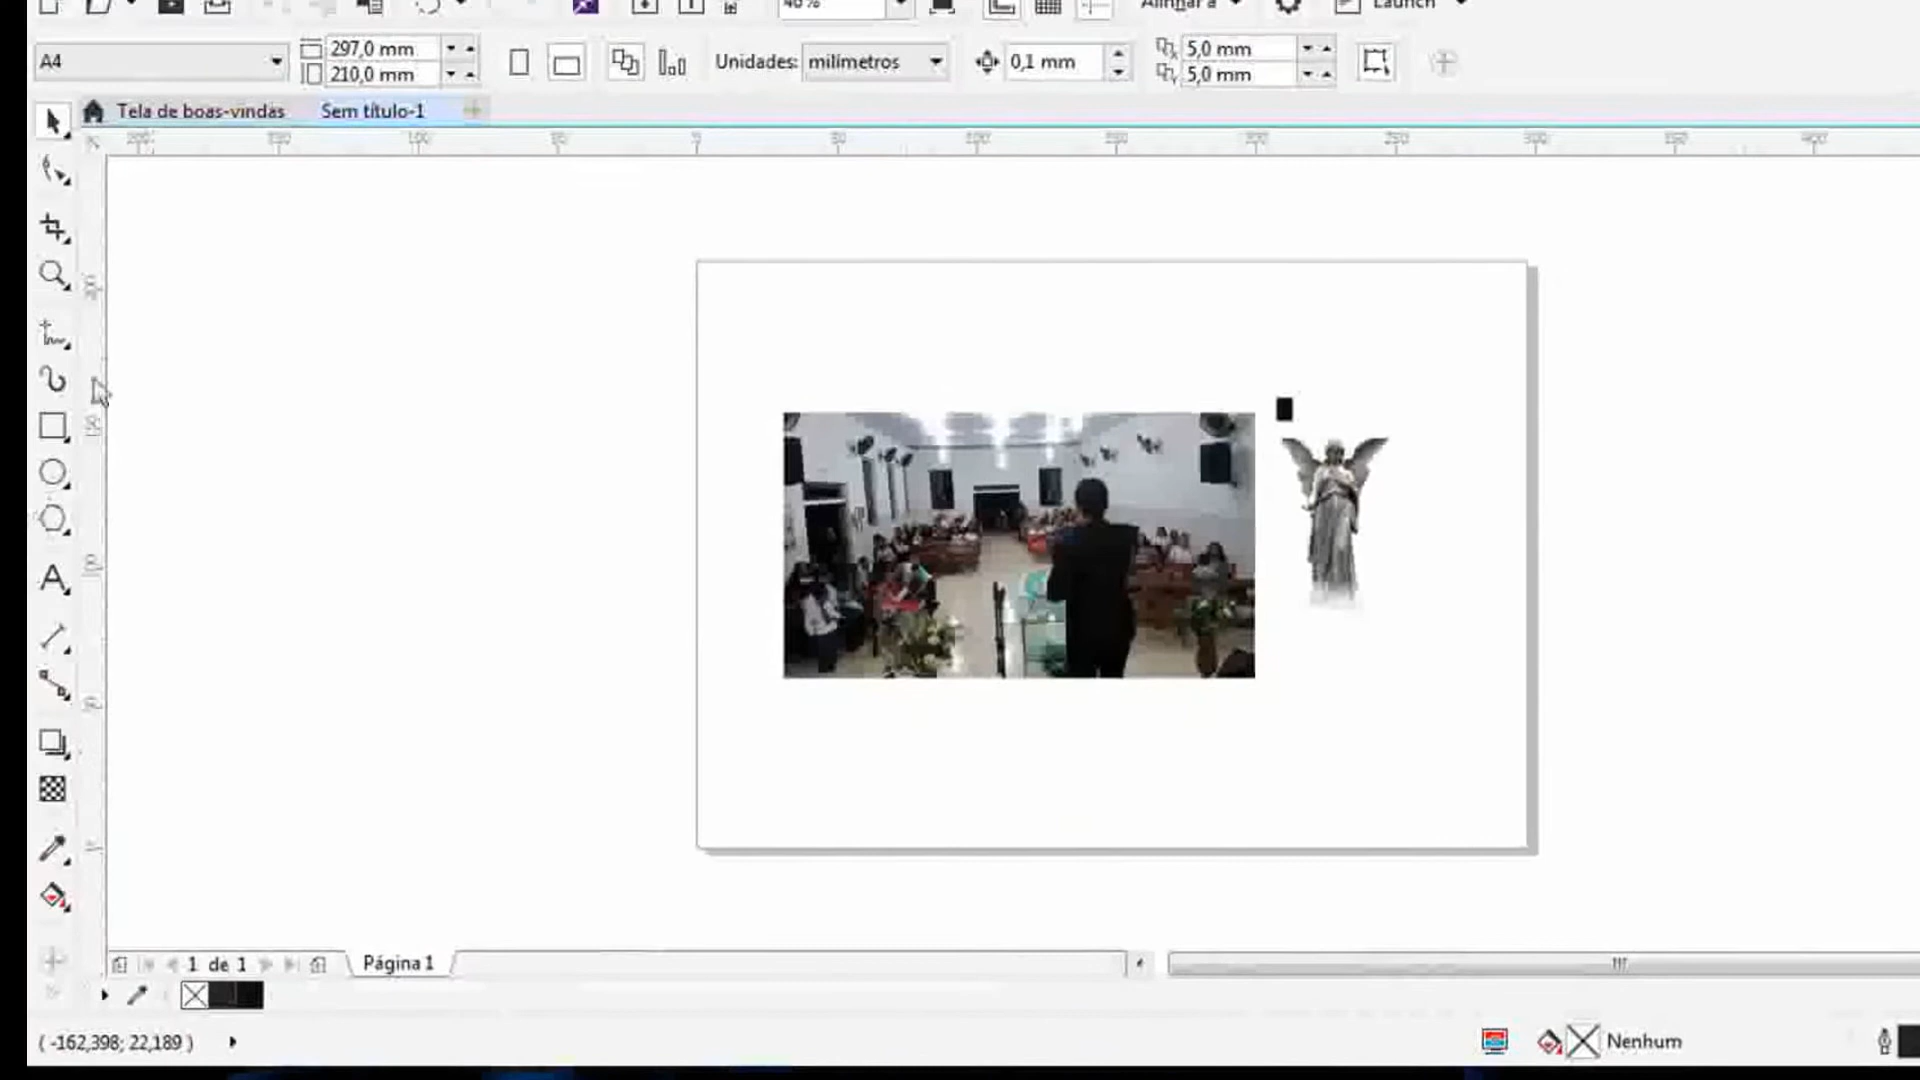 Launch
A4
297,0 mm
210,0 mm
Unidades: milímetros
0,1 mm
5,0 mm
5,0 mm
Tela de boas-vindas
Sem título-1
1 de 1
Página 1
( -162,398; 22,189 )
Nenhum